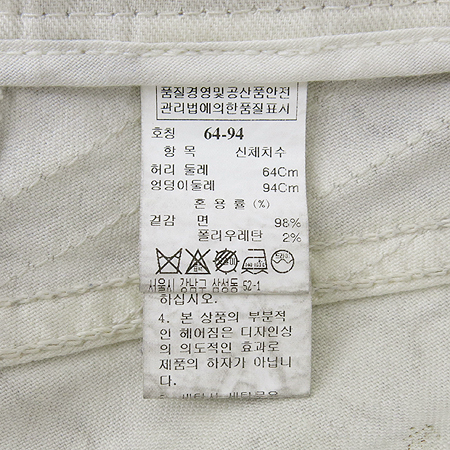 품질경영및공산품안전
관리법에의한품질표시
호칭 64-94
항 목 신체치수
허리 둘레 64Cm
엉덩이둘레 94Cm
혼 용 률 (%)
겉감 면 98%
폴리우레탄 2%
서울시 강남구 삼성동 52-1
하십시오.
4. 본 상품의 부분적
인 헤어짐은 디자인상
의 의도적인 효과로
제품의 하자가 아닙니
다.